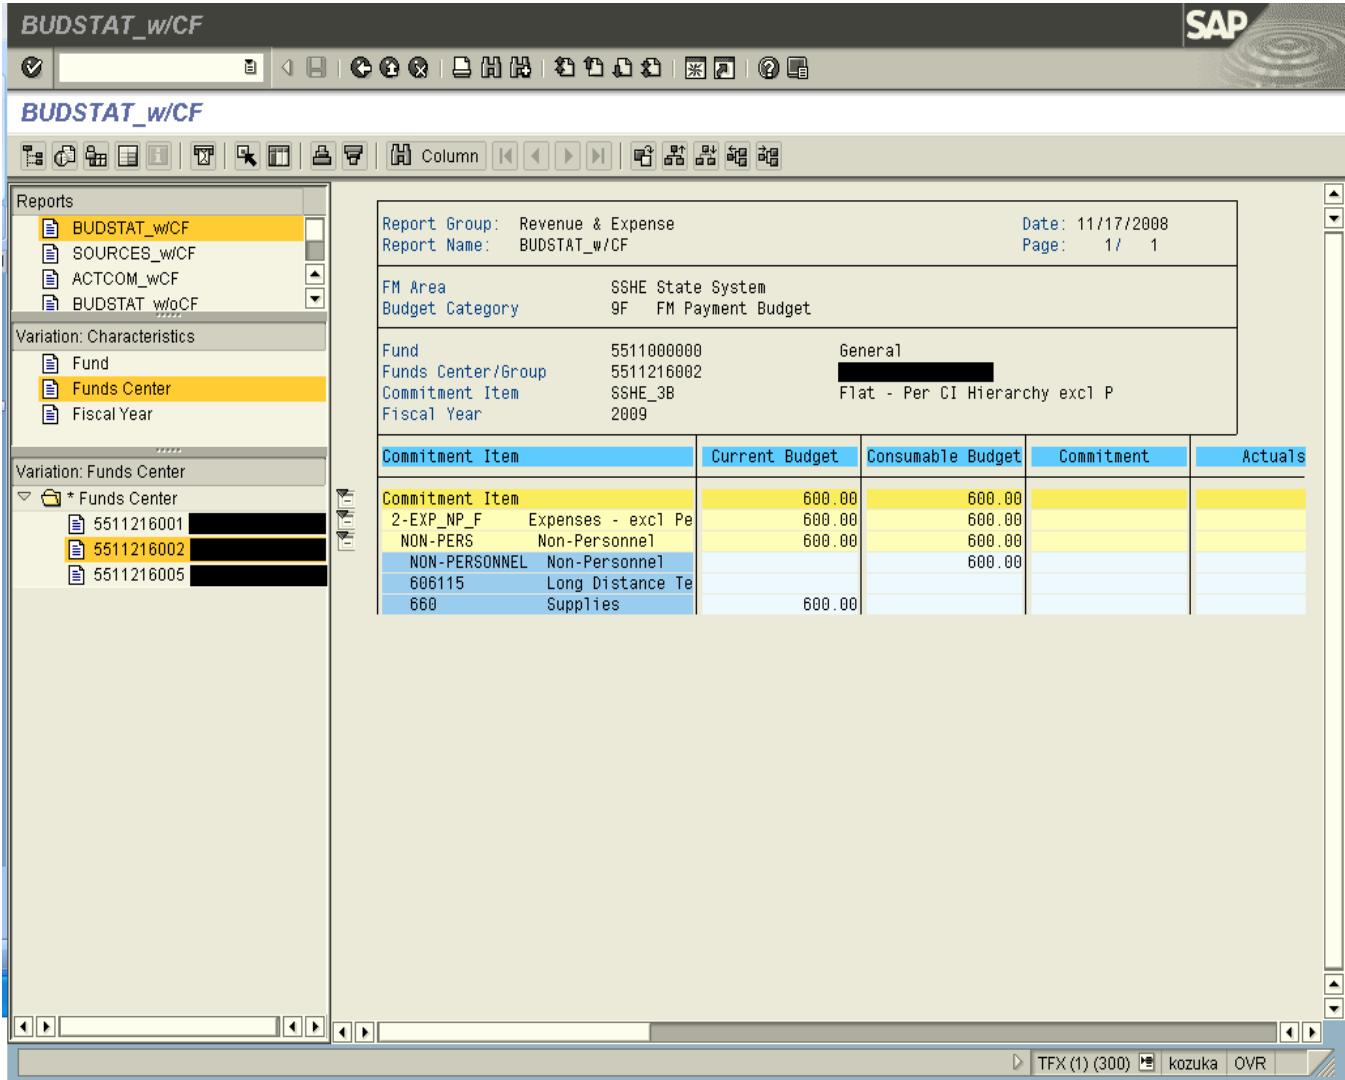 BUDSTAT_w/CF
SAP
BUDSTAT_w/CF
Column
Reports
BUDSTAT_w/CF
SOURCES_w/CF
ACTCOM_wCF
BUDSTAT_w/oCF
Variation: Characteristics
Fund
Funds Center
Fiscal Year
Variation: Funds Center
* Funds Center
5511216001
5511216002
5511216005
Report Group: Revenue & Expense Date: 11/17/2008
Report Name: BUDSTAT_w/CF Page: 1/ 1
FM Area SSHE State System
Budget Category 9F FM Payment Budget
Fund 5511000000 General
Funds Center/Group 5511216002
Commitment Item SSHE_3B Flat - Per CI Hierarchy excl P
Fiscal Year 2009
Commitment Item Current Budget Consumable Budget Commitment Actuals
Commitment Item 600.00 600.00
2-EXP_NP_F Expenses - excl Pe 600.00 600.00
NON-PERS Non-Personnel 600.00 600.00
NON-PERSONNEL Non-Personnel 600.00
606115 Long Distance Te
660 Supplies 600.00
TFX (1) (300) kozuka OVR